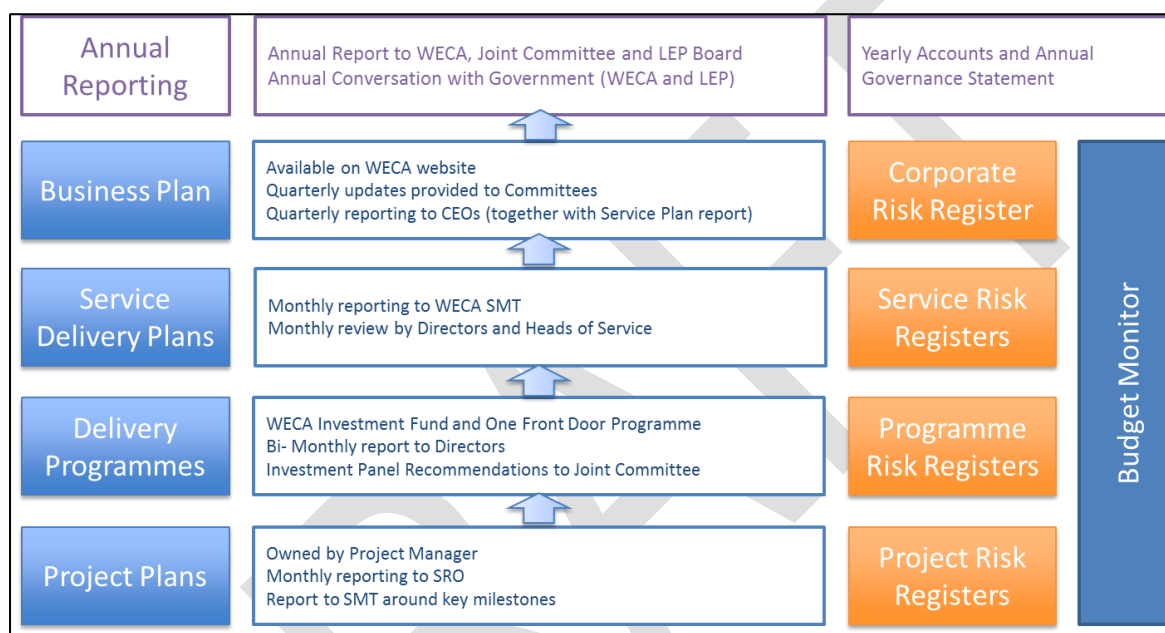 Annual
Reporting
Annual Report to WECA, Joint Committee and LEP Board
Annual Conversation with Government (WECA and LEP)
Yearly Accounts and Annual
Governance Statement
Business Plan
Available on WECA website
Quarterly updates provided to Committees
Quarterly reporting to CEOs (together with Service Plan report)
Corporate
Risk Register
Service
Delivery Plans
Monthly reporting to WECA SMT
Monthly review by Directors and Heads of Service
Service Risk
Registers
Delivery
Programmes
WECA Investment Fund and One Front Door Programme
Bi- Monthly report to Directors
Investment Panel Recommendations to Joint Committee
Programme
Risk Registers
Project Plans
Owned by Project Manager
Monthly reporting to SRO
Report to SMT around key milestones
Project Risk
Registers
Budget Monitor
DRAFT